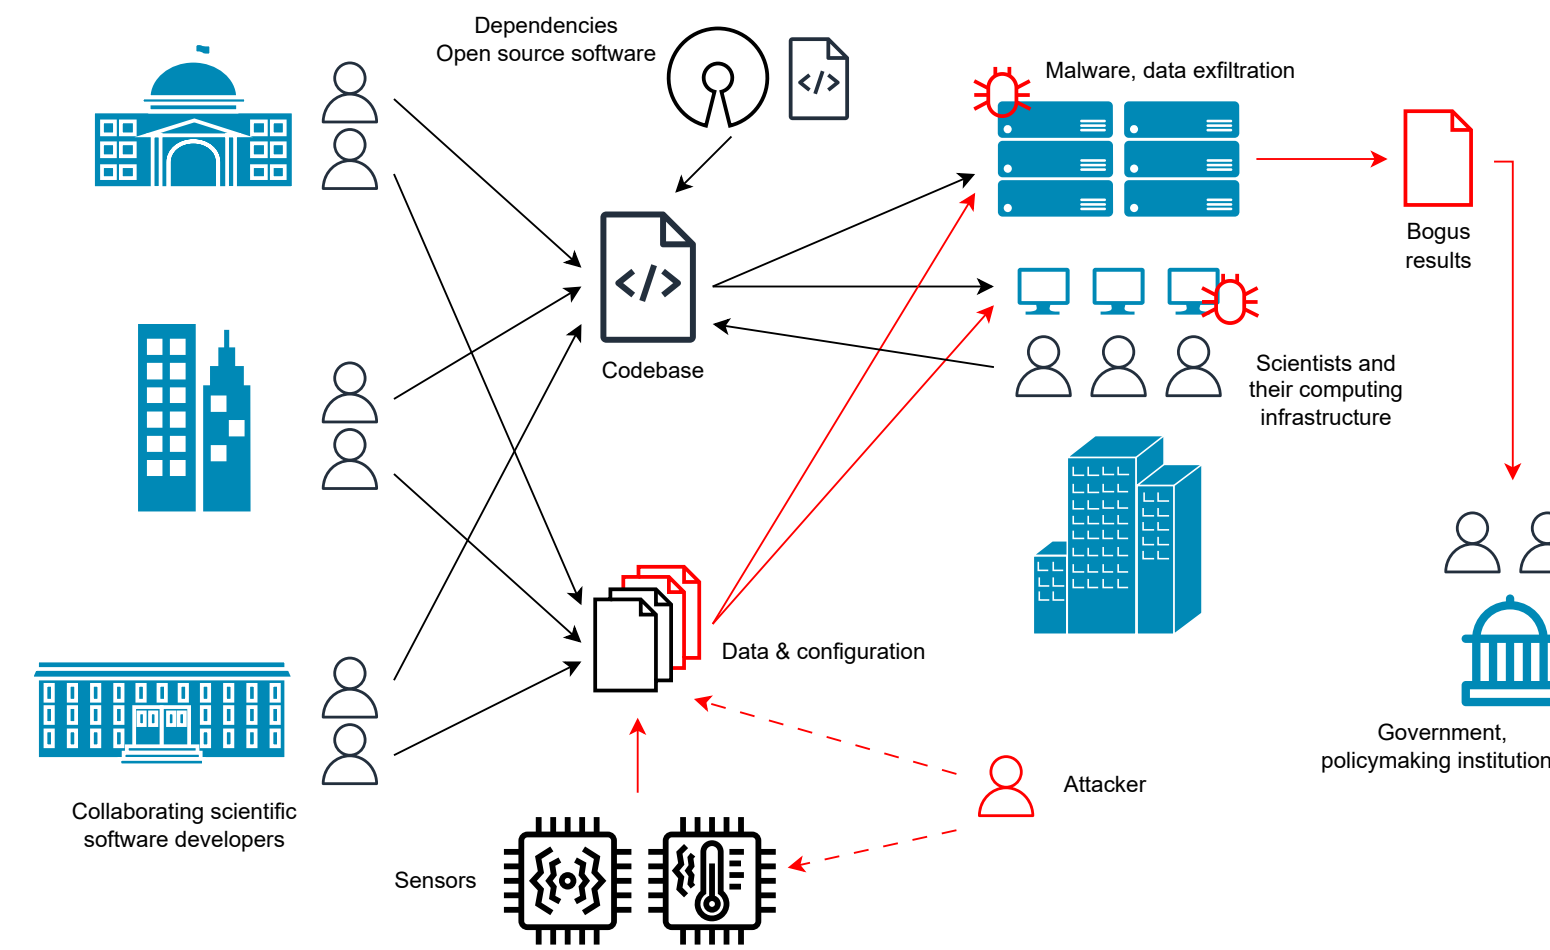 Dependencies
Open source software
</>
Malware, data exfiltration
</>
Codebase
Bogus
results
Scientists and
their computing
infrastructure
Data & configuration
Government,
policymaking institution
Attacker
Collaborating scientific
software developers
Sensors